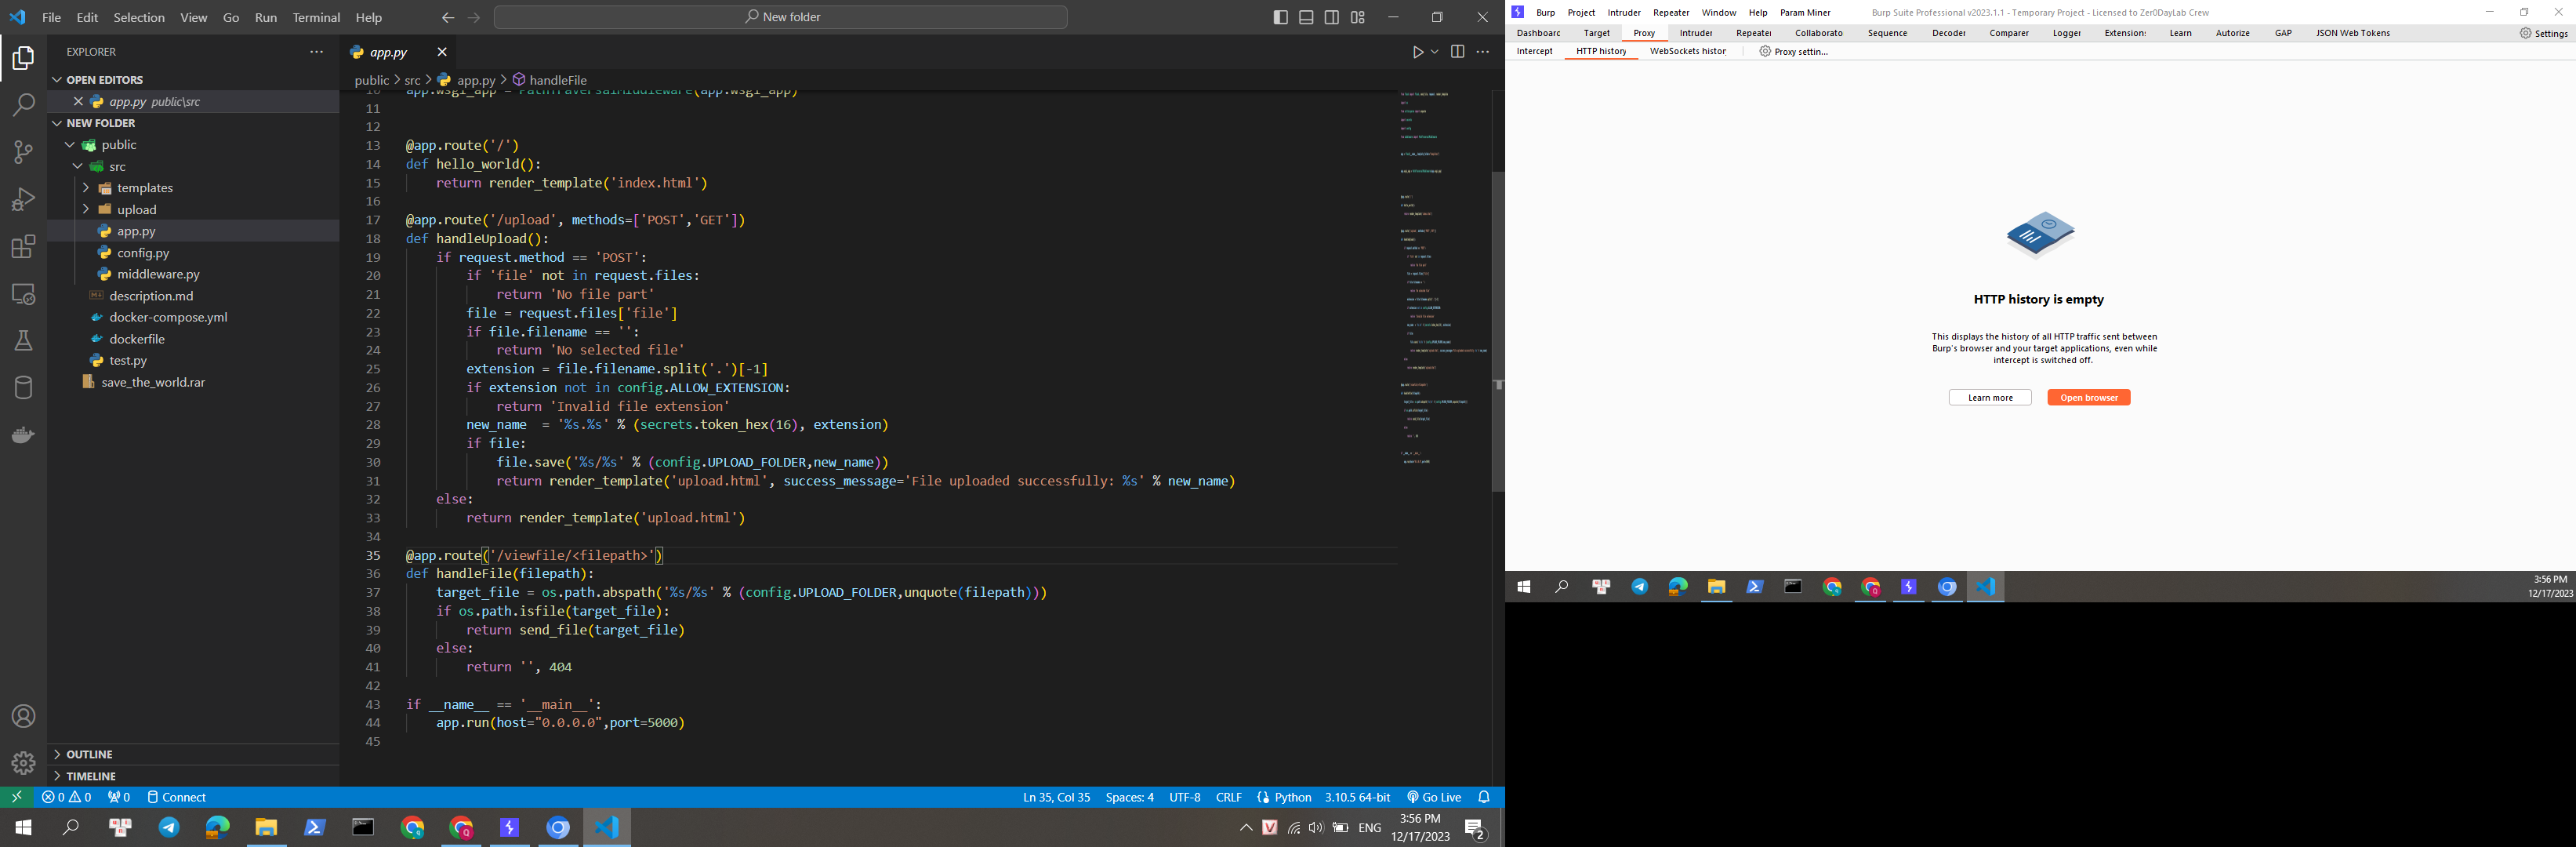 File Edit Selection View Go Run Terminal Help
New folder
EXPLORER
OPEN EDITORS
app.py public\src
NEW FOLDER
public
src
templates
upload
app.py
config.py
middleware.py
description.md
docker-compose.yml
dockerfile
test.py
save_the_world.rar
OUTLINE
TIMELINE
app.py
public > src > app.py > handleFile
10 app.wsgi_app = PathTraversalMiddleware(app.wsgi_app)
11
12
13 @app.route('/')
14 def hello_world():
15 return render_template('index.html')
16
17 @app.route('/upload', methods=['POST','GET'])
18 def handleUpload():
19 if request.method == 'POST':
20 if 'file' not in request.files:
21 return 'No file part'
22 file = request.files['file']
23 if file.filename == '':
24 return 'No selected file'
25 extension = file.filename.split('.')[-1]
26 if extension not in config.ALLOW_EXTENSION:
27 return 'Invalid file extension'
28 new_name  = '%s.%s' % (secrets.token_hex(16), extension)
29 if file:
30 file.save('%s/%s' % (config.UPLOAD_FOLDER,new_name))
31 return render_template('upload.html', success_message='File uploaded successfully: %s' % new_name)
32 else:
33 return render_template('upload.html')
34
35 @app.route('/viewfile/<filepath>')
36 def handleFile(filepath):
37 target_file = os.path.abspath('%s/%s' % (config.UPLOAD_FOLDER,unquote(filepath)))
38 if os.path.isfile(target_file):
39 return send_file(target_file)
40 else:
41 return '', 404
42
43 if __name__ == '__main__':
44 app.run(host="0.0.0.0",port=5000)
45
0 0 0 Connect
Ln 35, Col 35 Spaces: 4 UTF-8 CRLF Python 3.10.5 64-bit Go Live
ENG 3:56 PM
12/17/2023
2
Burp Project Intruder Repeater Window Help Param Miner Burp Suite Professional v2023.1.1 - Temporary Project - Licensed to Zer0DayLab Crew
Dashboard Target Proxy Intruder Repeater Collaborato Sequence Decoder Comparer Logger Extensions Learn Autorize GAP JSON Web Tokens Settings
Intercept HTTP history WebSockets histor Proxy settin...
HTTP history is empty
This displays the history of all HTTP traffic sent between
Burp's browser and your target applications, even while
intercept is switched off.
Learn more Open browser
3:56 PM
12/17/2023